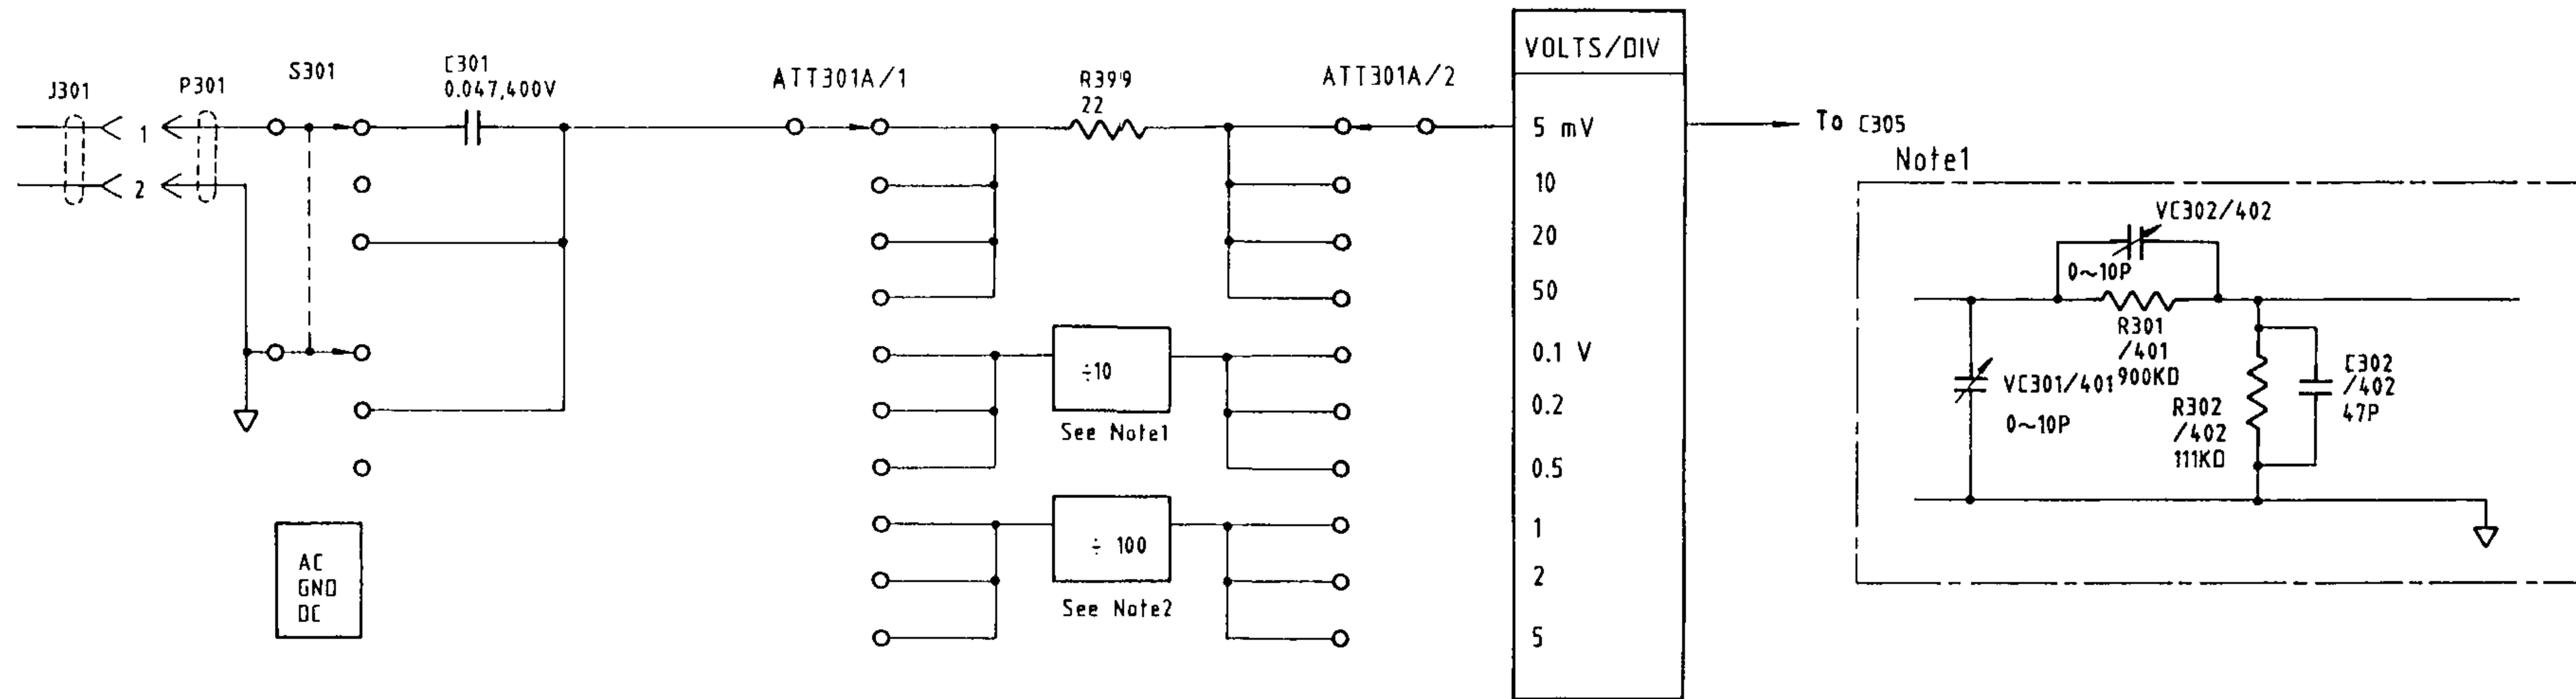 J301
P301
S301
C301
0.047,400V
1
2
AC
GND
DC
ATT301A/1
R399
22
ATT301A/2
÷10
See Note1
÷ 100
See Note2
VOLTS/DIV
5 mV
10
20
50
0.1 V
0.2
0.5
1
2
5
To C305
Note1
VC302/402
0~10P
R301
/401
900KD
VC301/401
0~10P
R302
/402
111KD
C302
/402
47P